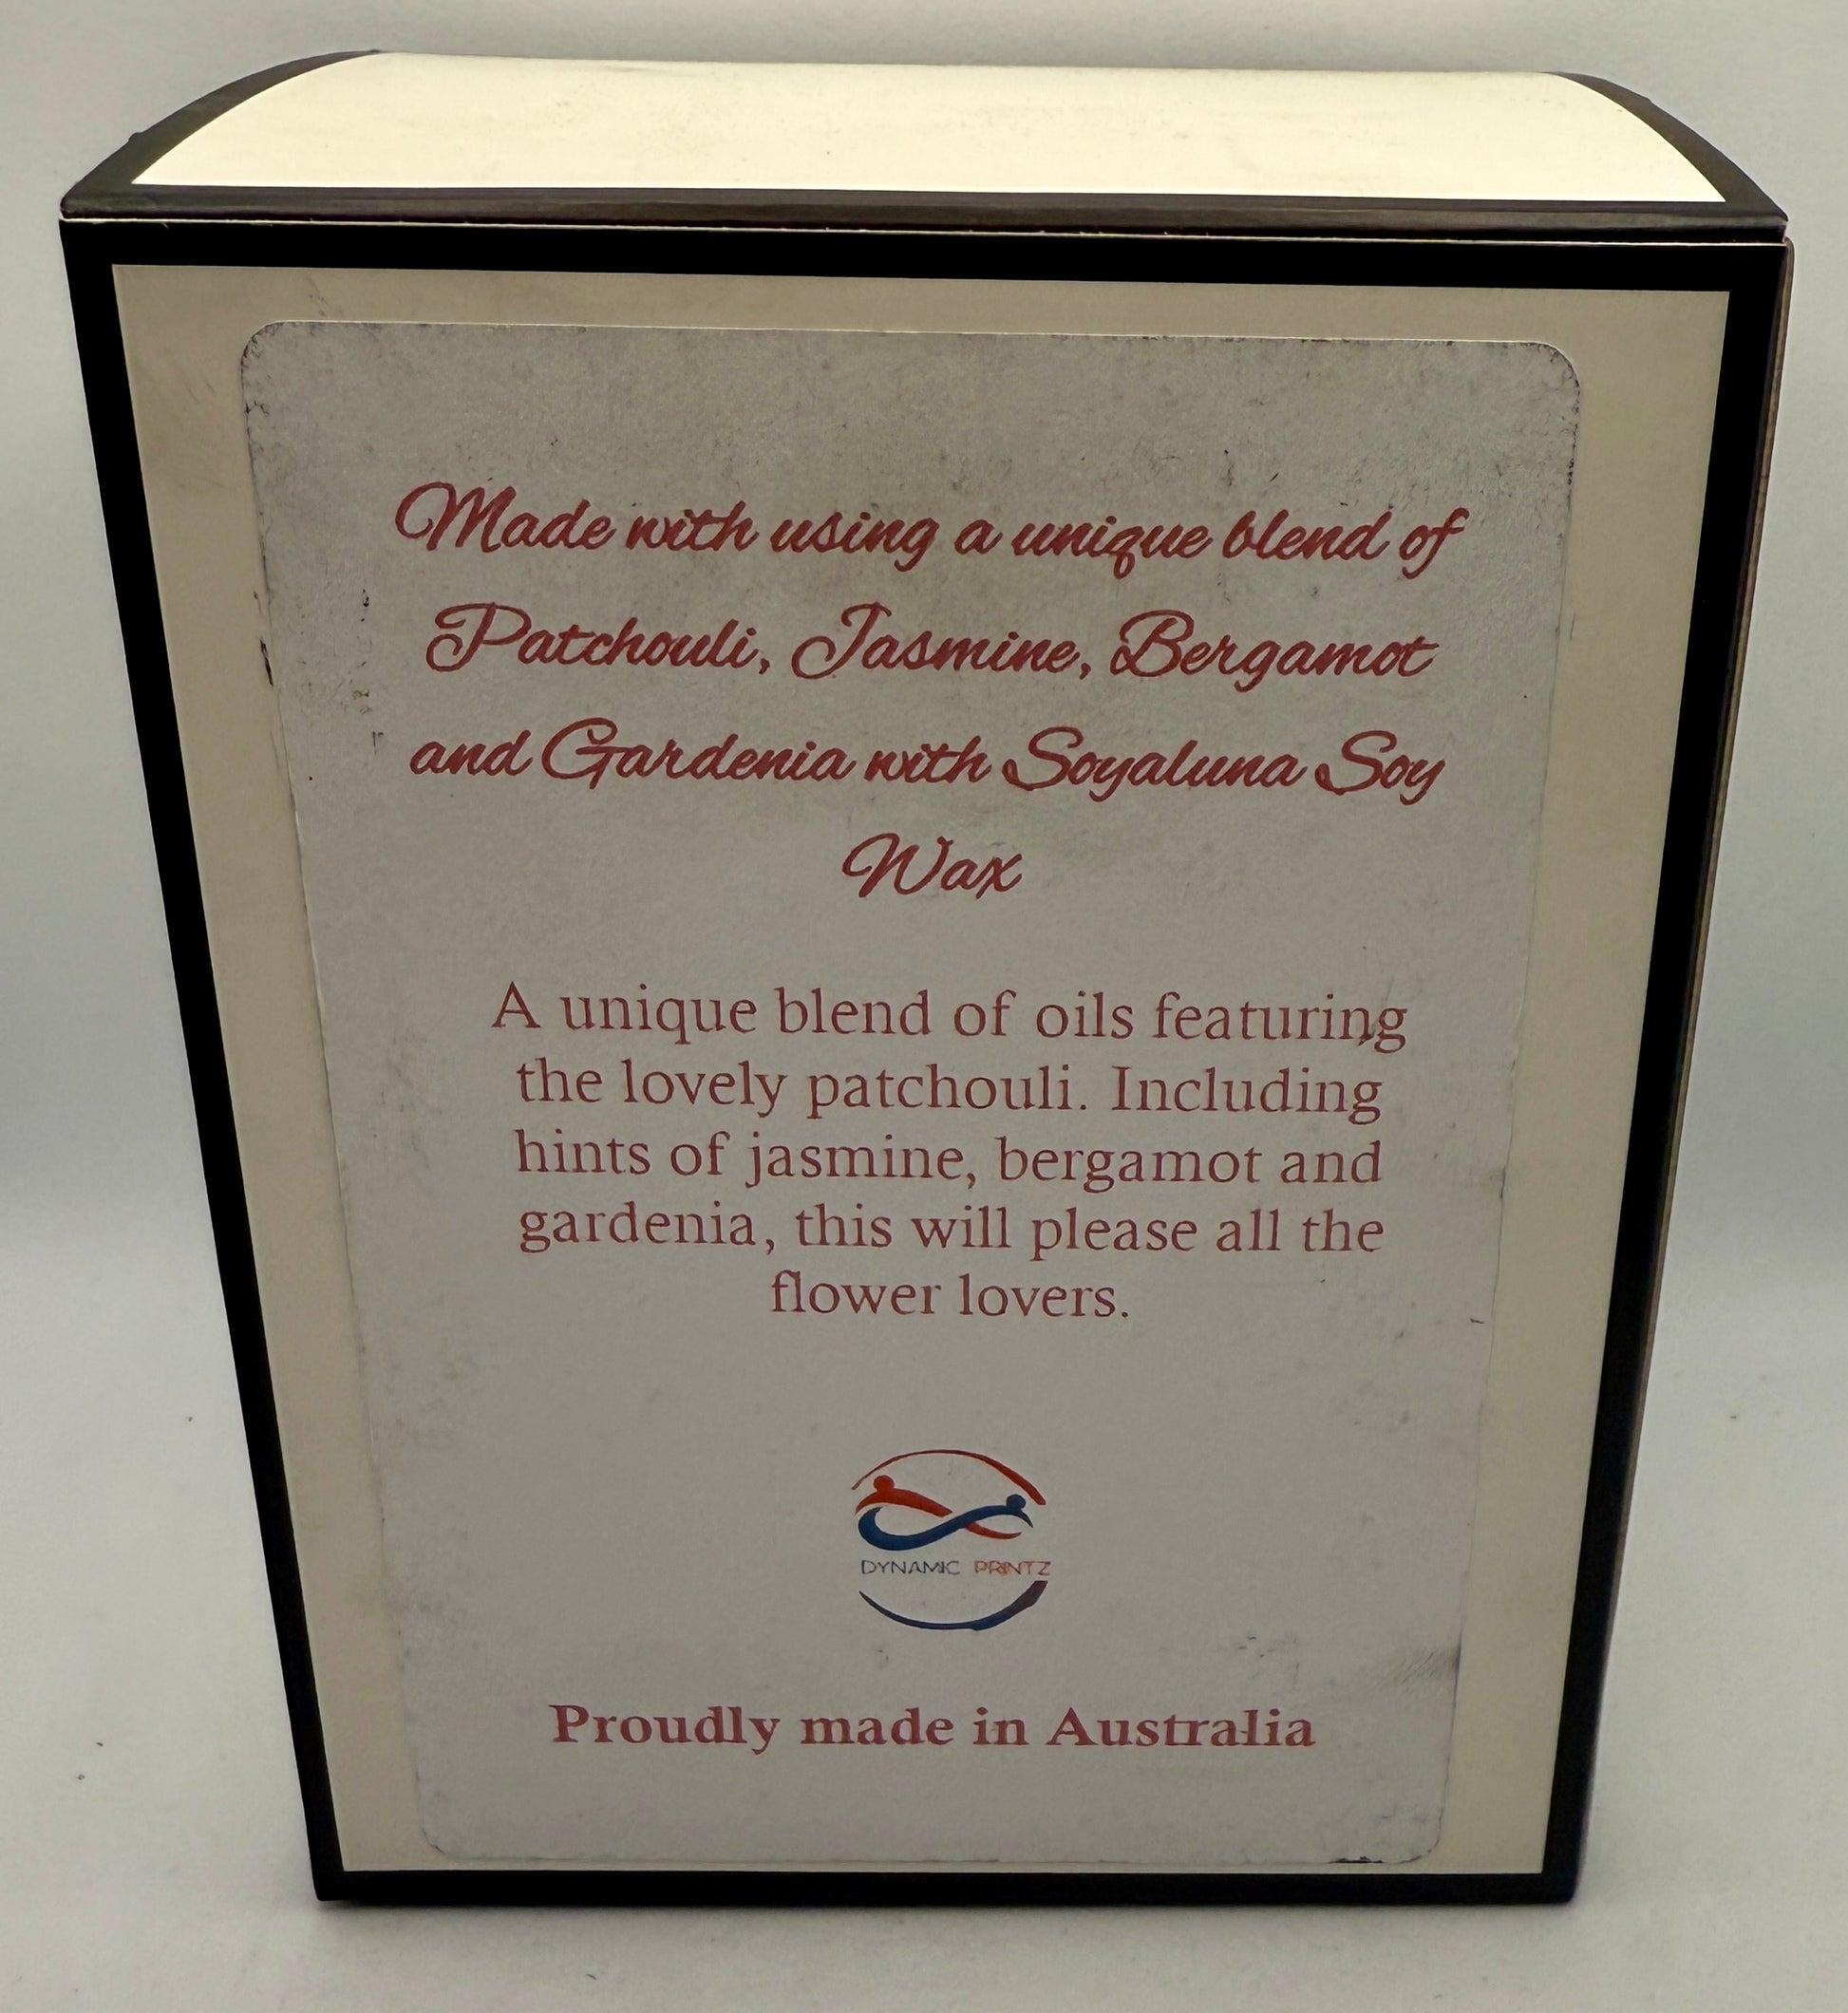 Made with using a unique blend of
Patchouli, Jasmine, Bergamot
and Gardenia with Soyaluna Soy
Wax
A unique blend of oils featuring
the lovely patchouli. Including
hints of jasmine, bergamot and
gardenia, this will please all the
flower lovers.
DYNAMIC PRINTZ
Proudly made in Australia